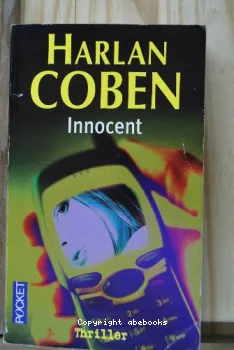 HARLAN
COBEN
Innocent
POCKET
Thriller
Copyright abebooks